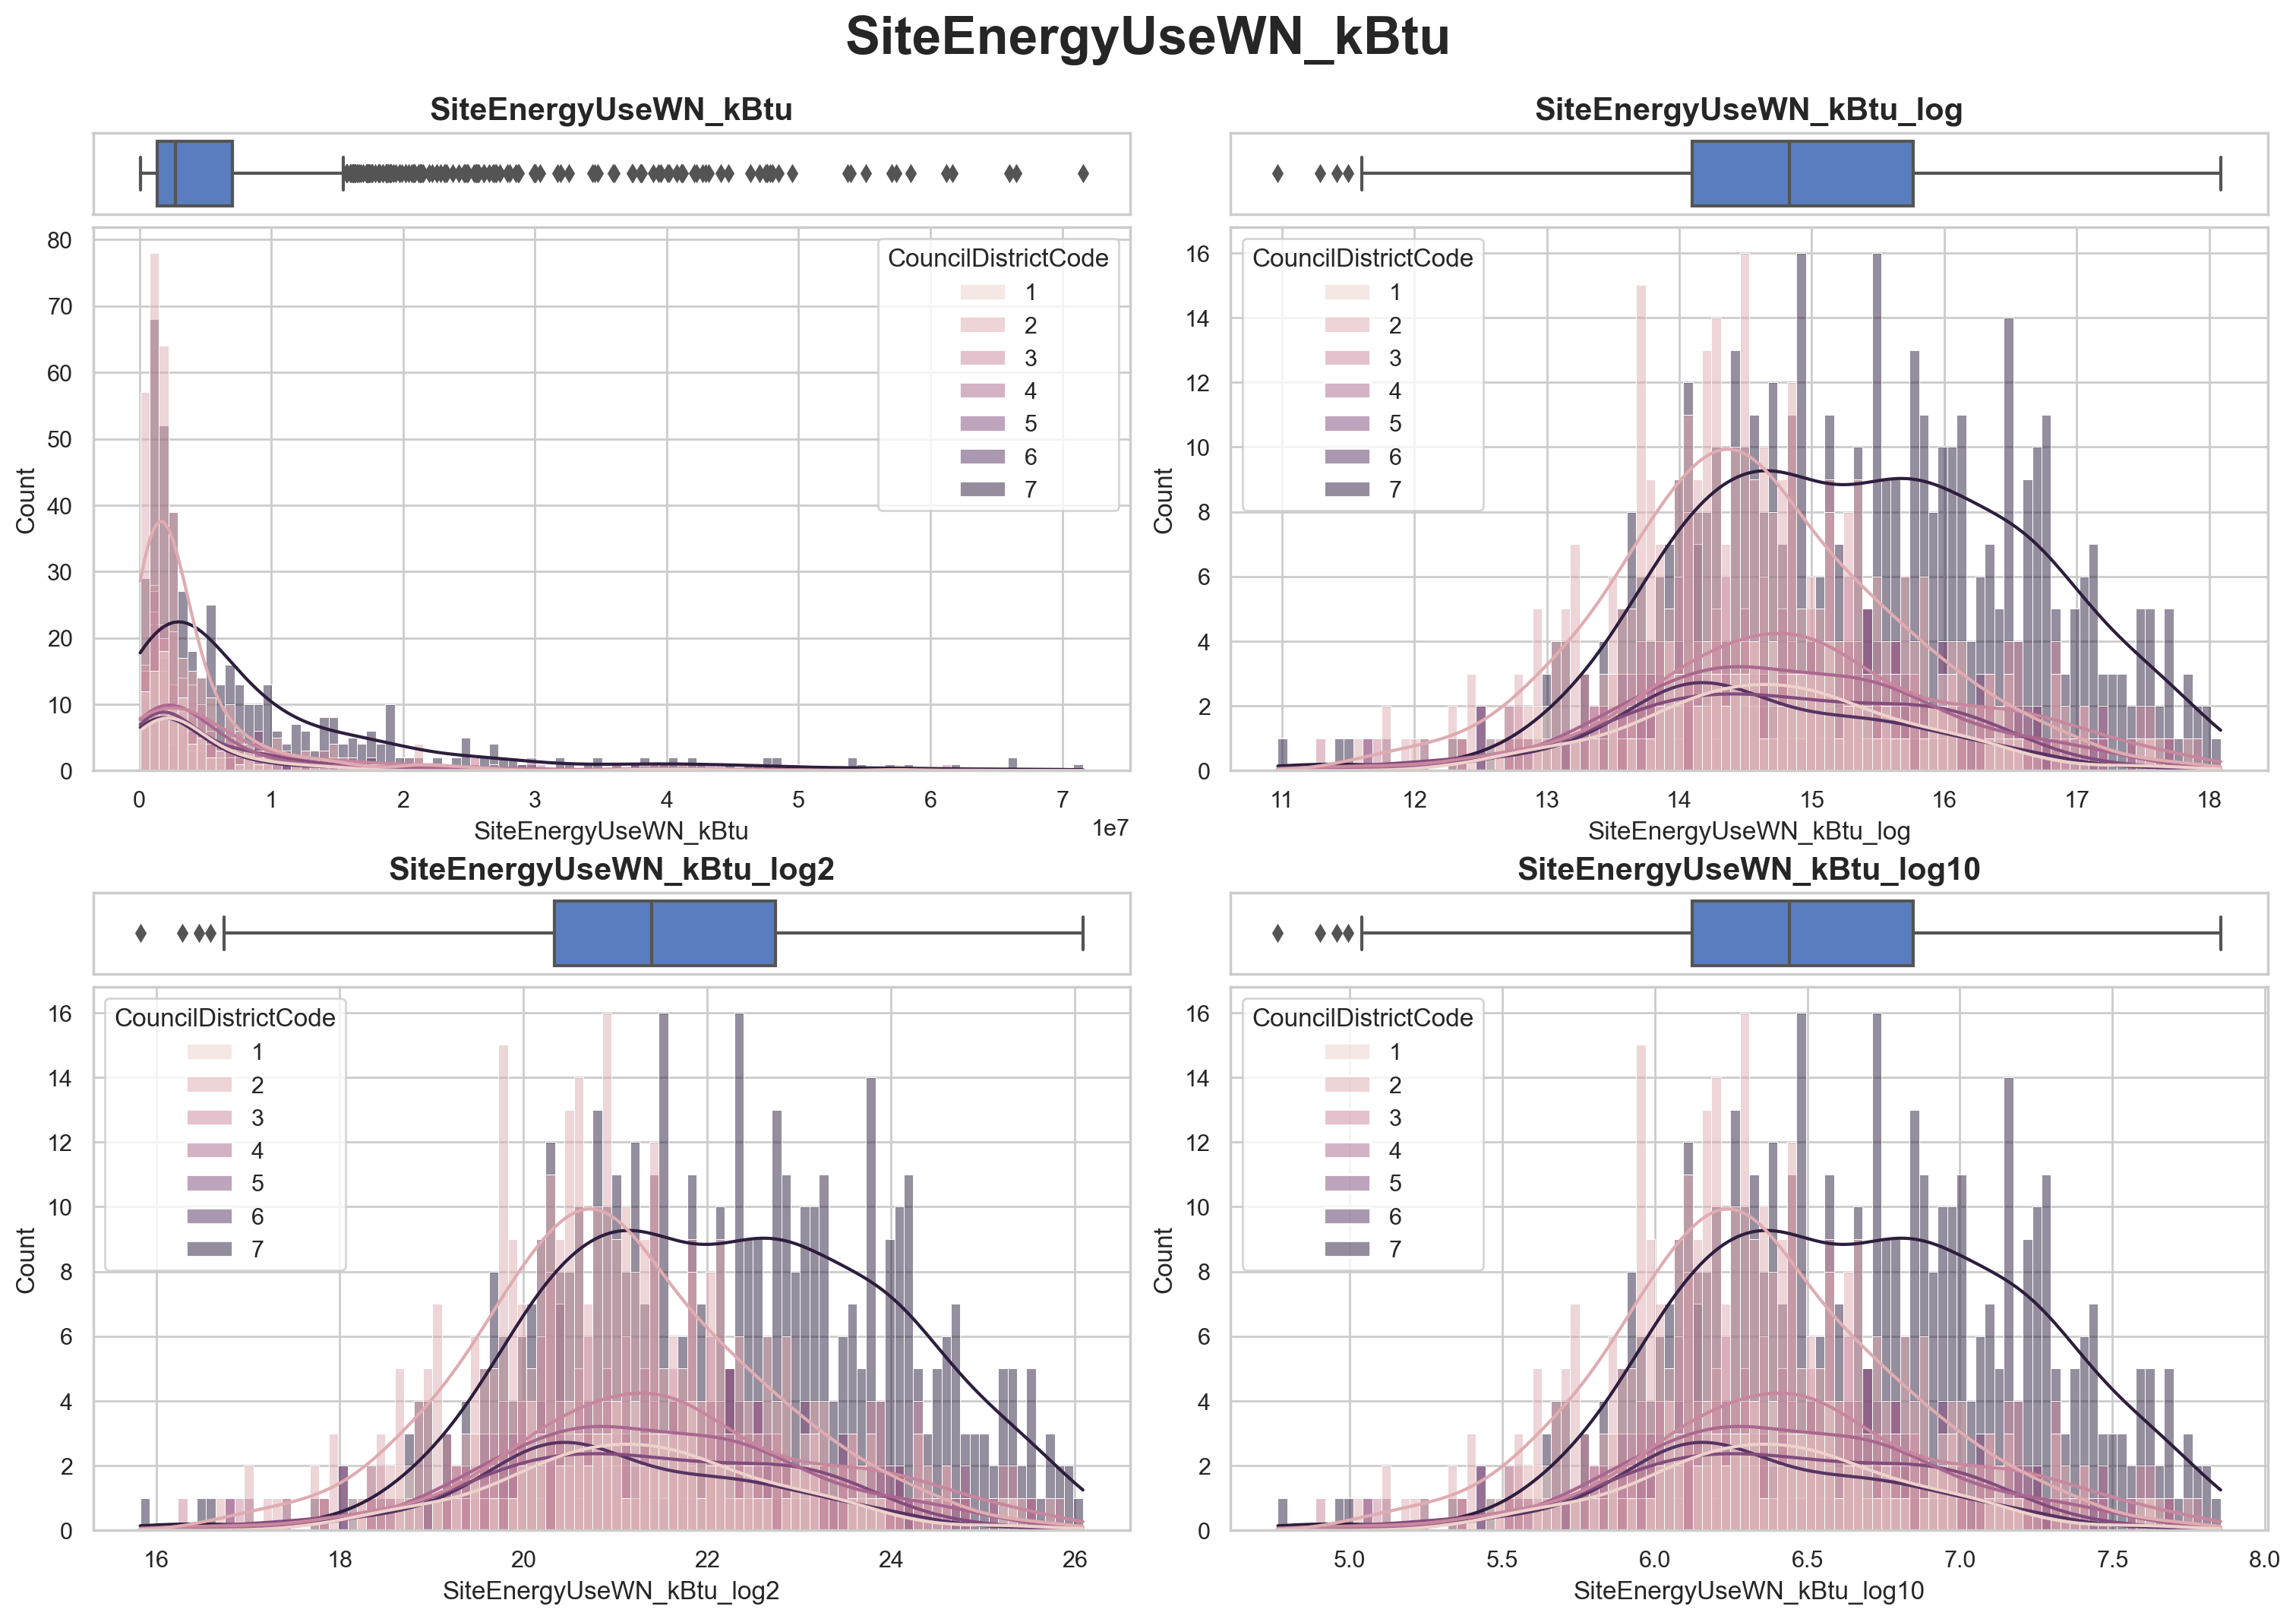 SiteEnergyUseWN_kBtu
SiteEnergyUseWN_kBtu
80
70
60
50
40
30
20
10
0
Count
CouncilDistrictCode
1
2
3
4
5
6
7
0 1 2 3 4 5 6 7
1e7
SiteEnergyUseWN_kBtu
SiteEnergyUseWN_kBtu_log
16
14
12
10
8
6
4
2
0
Count
CouncilDistrictCode
1
2
3
4
5
6
7
11 12 13 14 15 16 17 18
SiteEnergyUseWN_kBtu_log
SiteEnergyUseWN_kBtu_log2
16
14
12
10
8
6
4
2
0
Count
CouncilDistrictCode
1
2
3
4
5
6
7
16 18 20 22 24 26
SiteEnergyUseWN_kBtu_log2
SiteEnergyUseWN_kBtu_log10
16
14
12
10
8
6
4
2
0
Count
CouncilDistrictCode
1
2
3
4
5
6
7
5.0 5.5 6.0 6.5 7.0 7.5 8.0
SiteEnergyUseWN_kBtu_log10